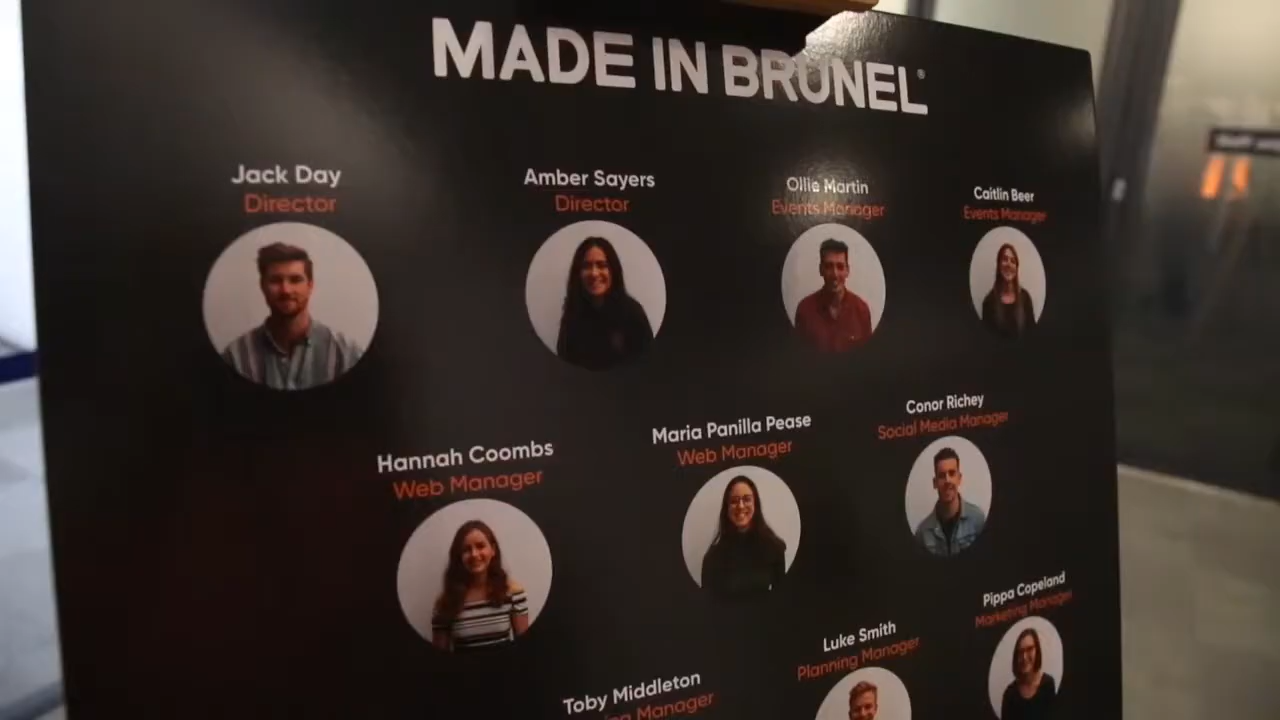 MADE IN BRUNEL®
Jack Day
Director
Amber Sayers
Director
Ollie Martin
Events Manager
Caitlin Beer
Events Manager
Hannah Coombs
Web Manager
Maria Panilla Pease
Web Manager
Conor Richey
Social Media Manager
Toby Middleton
Manager
Luke Smith
Planning Manager
Pippa Copeland
Marketing Manager